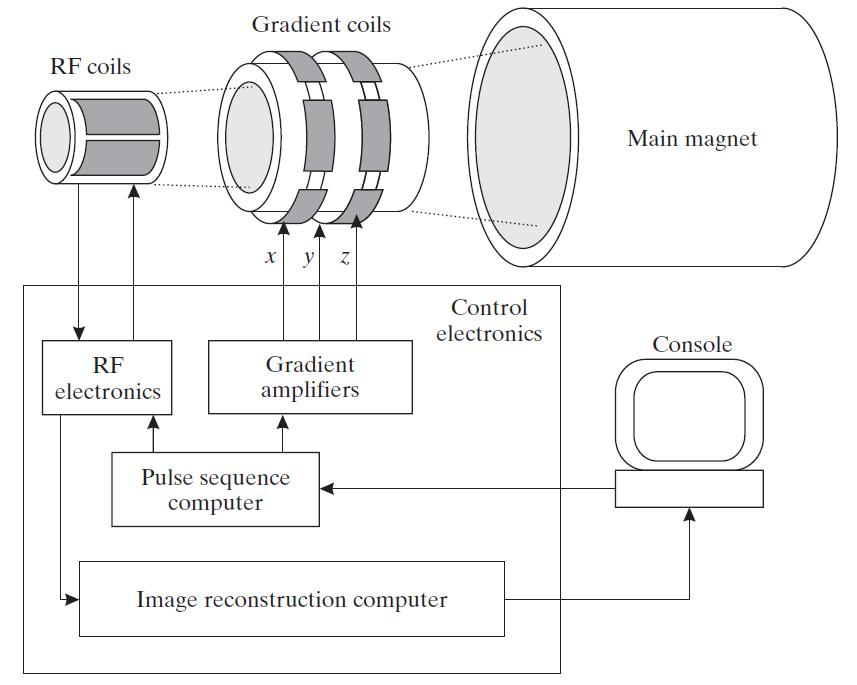 Gradient coils
RF coils
Main magnet
x y z
Control
electronics
Console
RF
electronics
Gradient
amplifiers
Pulse sequence
computer
Image reconstruction computer